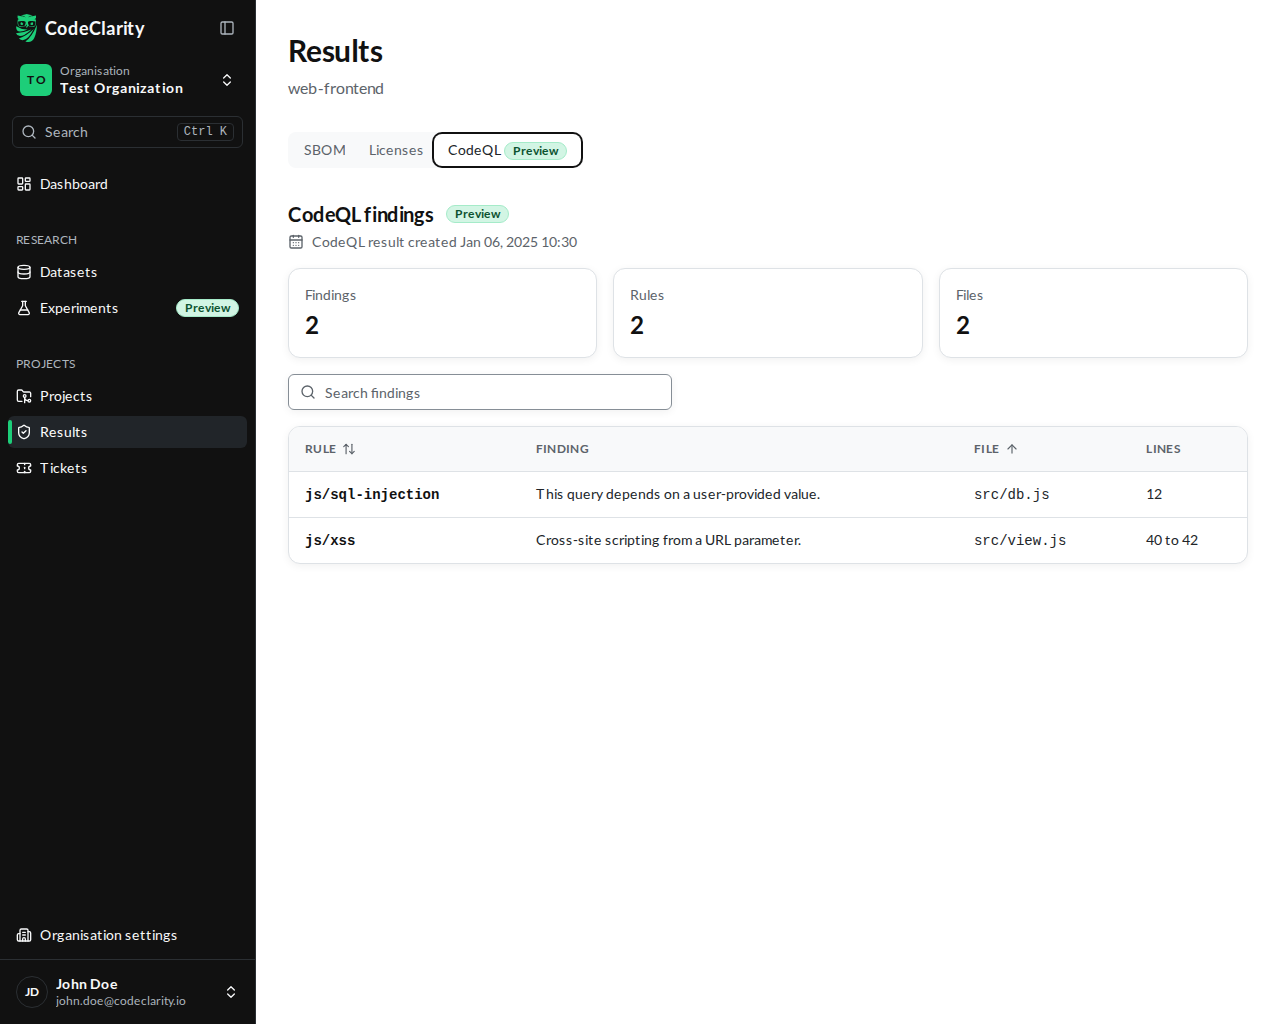 CodeClarity
TO
Organisation
Test Organization
Search
Ctrl K
Dashboard
RESEARCH
Datasets
Experiments
Preview
PROJECTS
Projects
Results
Tickets
Organisation settings
JD
John Doe
john.doe@codeclarity.io
Results
web-frontend
SBOM
Licenses
CodeQL Preview
CodeQL findings Preview
CodeQL result created Jan 06, 2025 10:30
Findings
2
Rules
2
Files
2
Search findings
RULE FINDING FILE LINES
js/sql-injection This query depends on a user-provided value. src/db.js 12
js/xss Cross-site scripting from a URL parameter. src/view.js 40 to 42